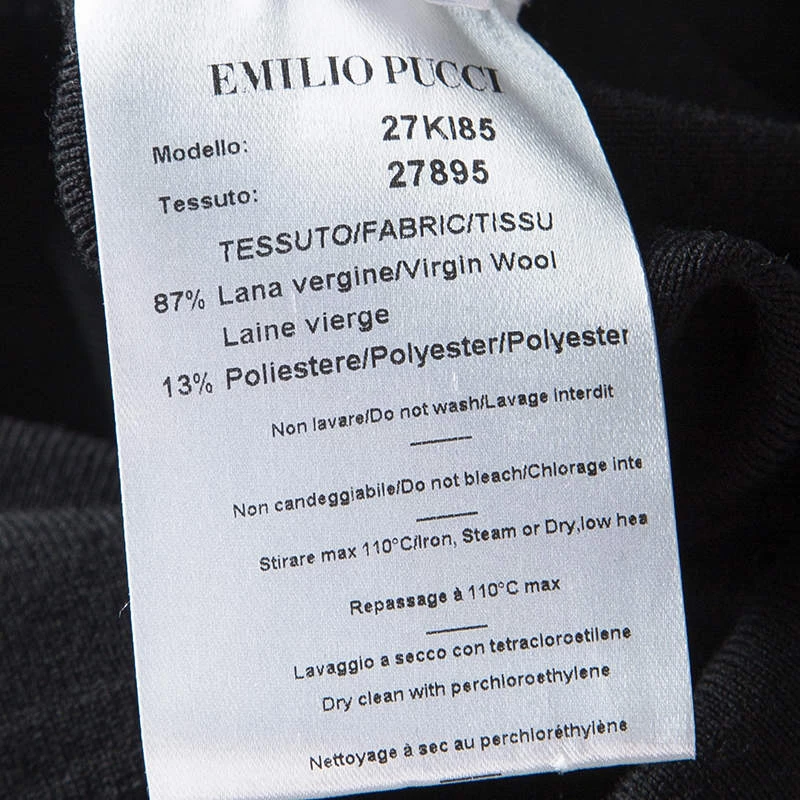 EMILIO PUCCI
Modello: 27KI85
Tessuto: 27895
TESSUTO/FABRIC/TISSU
87% Lana vergine/Virgin Wool
Laine vierge
13% Poliestere/Polyester/Polyester
Non lavare/Do not wash/Lavage interdit
Non candeggiabile/Do not bleach/Chlorage inte
Stirare max 110°C/Iron, Steam or Dry,low hea
Repassage à 110°C max
Lavaggio a secco con tetracloroetilene
Dry clean with perchloroethylene
Nettoyage à sec au perchloréthylène